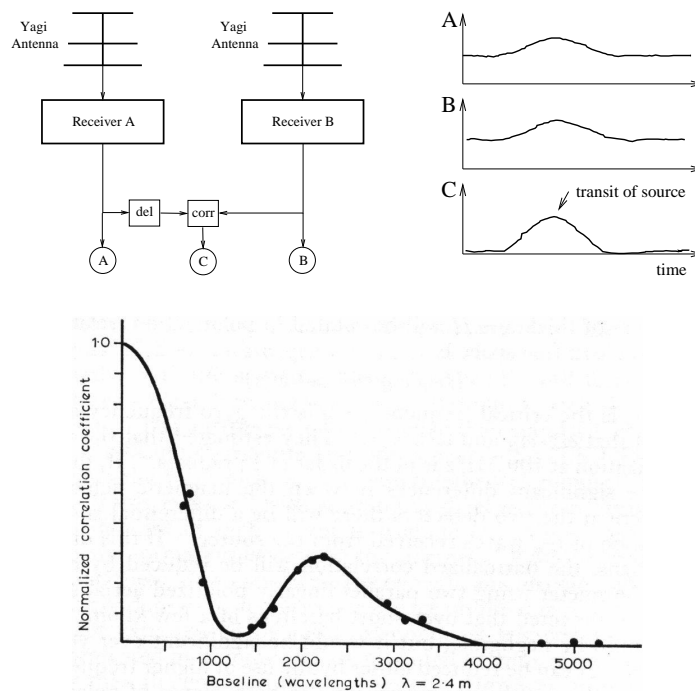 Yagi
Antenna
Yagi
Antenna
Receiver A
Receiver B
del
corr
A
C
B
A
B
C
transit of source
time
Normalized correlation coefficient
1·0
1000
2000
3000
4000
5000
Baseline (wavelengths) λ = 2·4 m